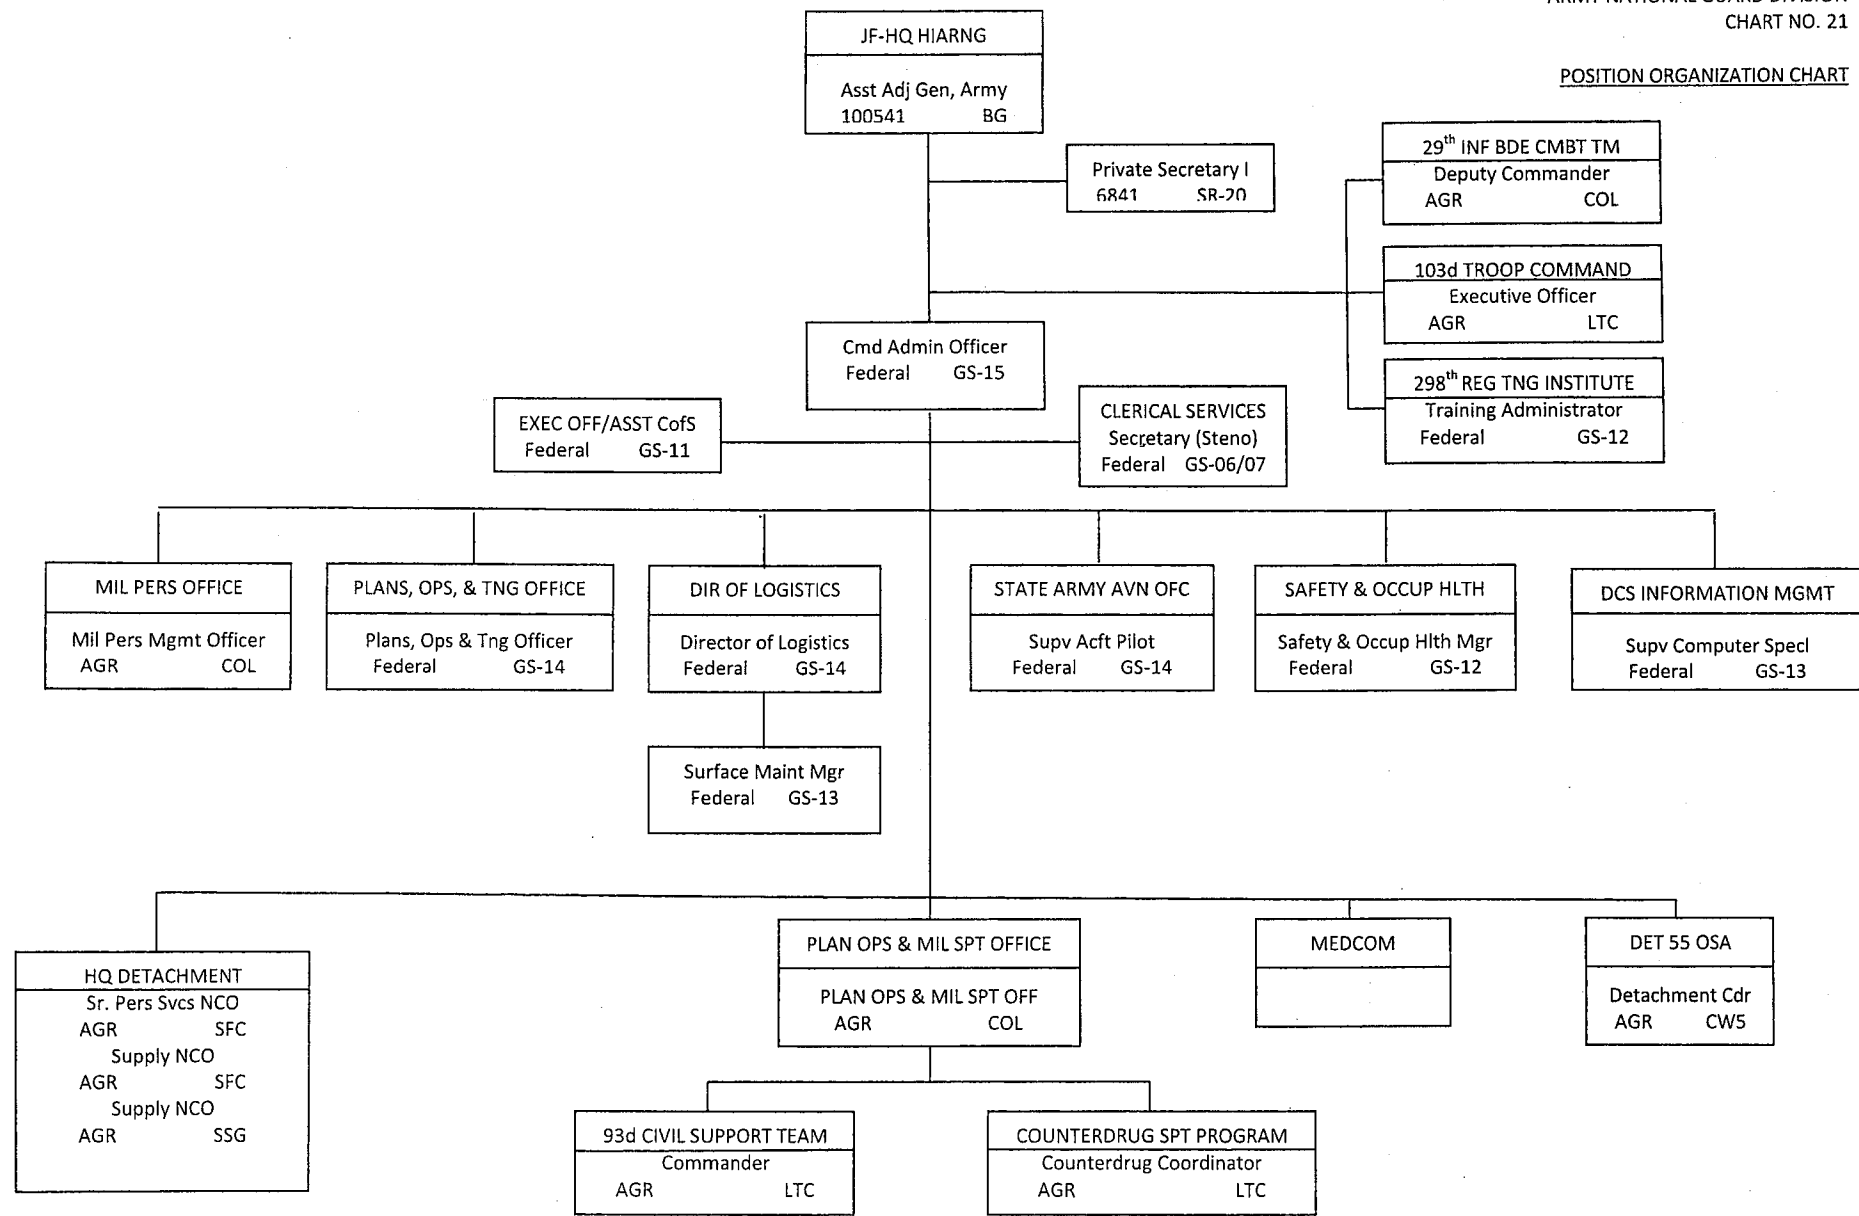 ARMY NATIONAL GUARD DIVISION
CHART NO. 21
POSITION ORGANIZATION CHART
JF-HQ HIARNG
Asst Adj Gen, Army
100541 BG
Private Secretary I
6841 SR-20
29th INF BDE CMBT TM
Deputy Commander
AGR COL
103d TROOP COMMAND
Executive Officer
AGR LTC
298th REG TNG INSTITUTE
Training Administrator
Federal GS-12
Cmd Admin Officer
Federal GS-15
EXEC OFF/ASST CofS
Federal GS-11
CLERICAL SERVICES
Secretary (Steno)
Federal GS-06/07
MIL PERS OFFICE
Mil Pers Mgmt Officer
AGR COL
PLANS, OPS, & TNG OFFICE
Plans, Ops & Tng Officer
Federal GS-14
DIR OF LOGISTICS
Director of Logistics
Federal GS-14
STATE ARMY AVN OFC
Supv Acft Pilot
Federal GS-14
SAFETY & OCCUP HLTH
Safety & Occup Hlth Mgr
Federal GS-12
DCS INFORMATION MGMT
Supv Computer Specl
Federal GS-13
Surface Maint Mgr
Federal GS-13
HQ DETACHMENT
Sr. Pers Svcs NCO
AGR SFC
Supply NCO
AGR SFC
Supply NCO
AGR SSG
PLAN OPS & MIL SPT OFFICE
PLAN OPS & MIL SPT OFF
AGR COL
MEDCOM
DET 55 OSA
Detachment Cdr
AGR CW5
93d CIVIL SUPPORT TEAM
Commander
AGR LTC
COUNTERDRUG SPT PROGRAM
Counterdrug Coordinator
AGR LTC